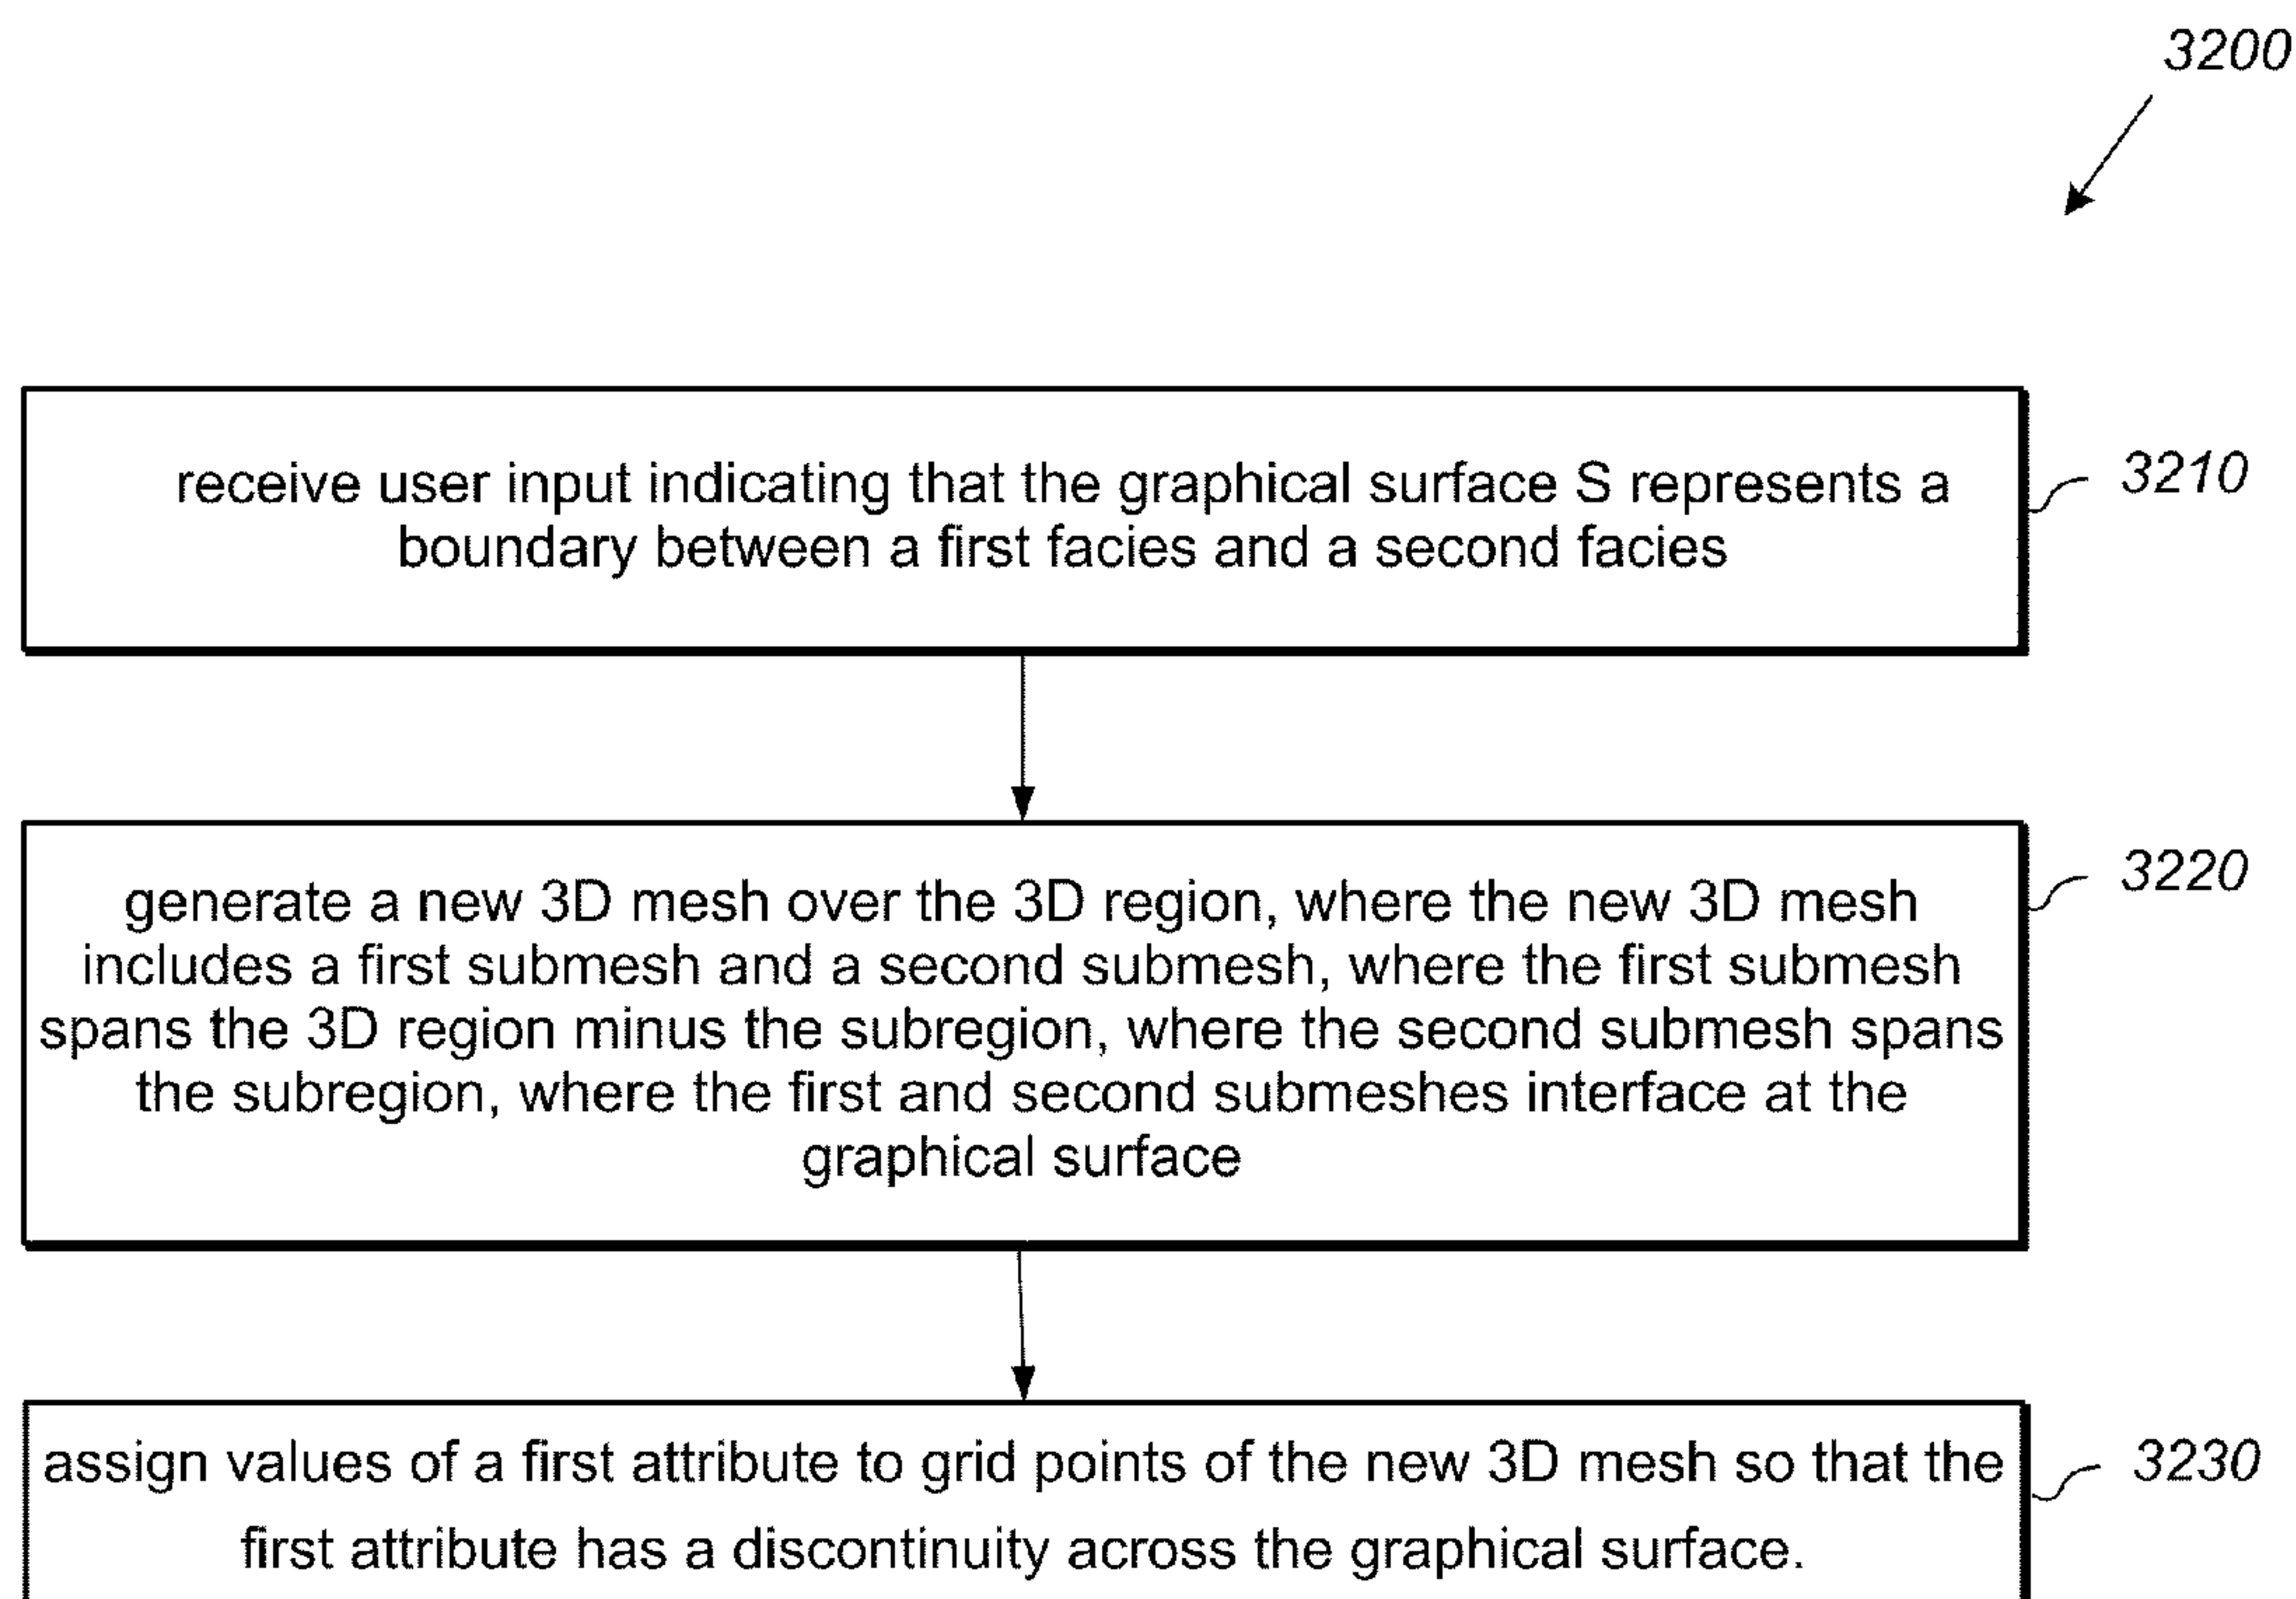 3200
receive user input indicating that the graphical surface S represents a
boundary between a first facies and a second facies
3210
generate a new 3D mesh over the 3D region, where the new 3D mesh
includes a first submesh and a second submesh, where the first submesh
spans the 3D region minus the subregion, where the second submesh spans
the subregion, where the first and second submeshes interface at the
graphical surface
3220
assign values of a first attribute to grid points of the new 3D mesh so that the
first attribute has a discontinuity across the graphical surface.
3230